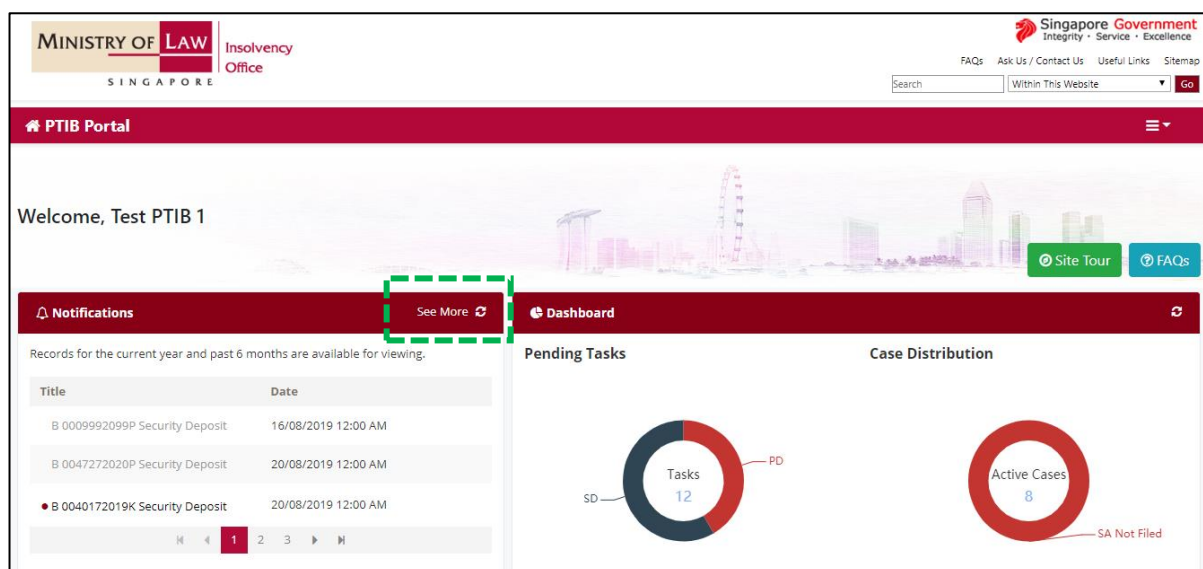 MINISTRY OF LAW
SINGAPORE
Insolvency
Office
Singapore Government
Integrity · Service · Excellence
FAQs Ask Us / Contact Us Useful Links Sitemap
Search Within This Website Go
PTIB Portal
Welcome, Test PTIB 1
Site Tour FAQs
Notifications See More
Records for the current year and past 6 months are available for viewing.
Title Date
B 0009992099P Security Deposit 16/08/2019 12:00 AM
B 0047272020P Security Deposit 20/08/2019 12:00 AM
B 0040172019K Security Deposit 20/08/2019 12:00 AM
1 2 3
Dashboard
Pending Tasks Case Distribution
PD
Tasks
12
SD
Active Cases
8
SA Not Filed